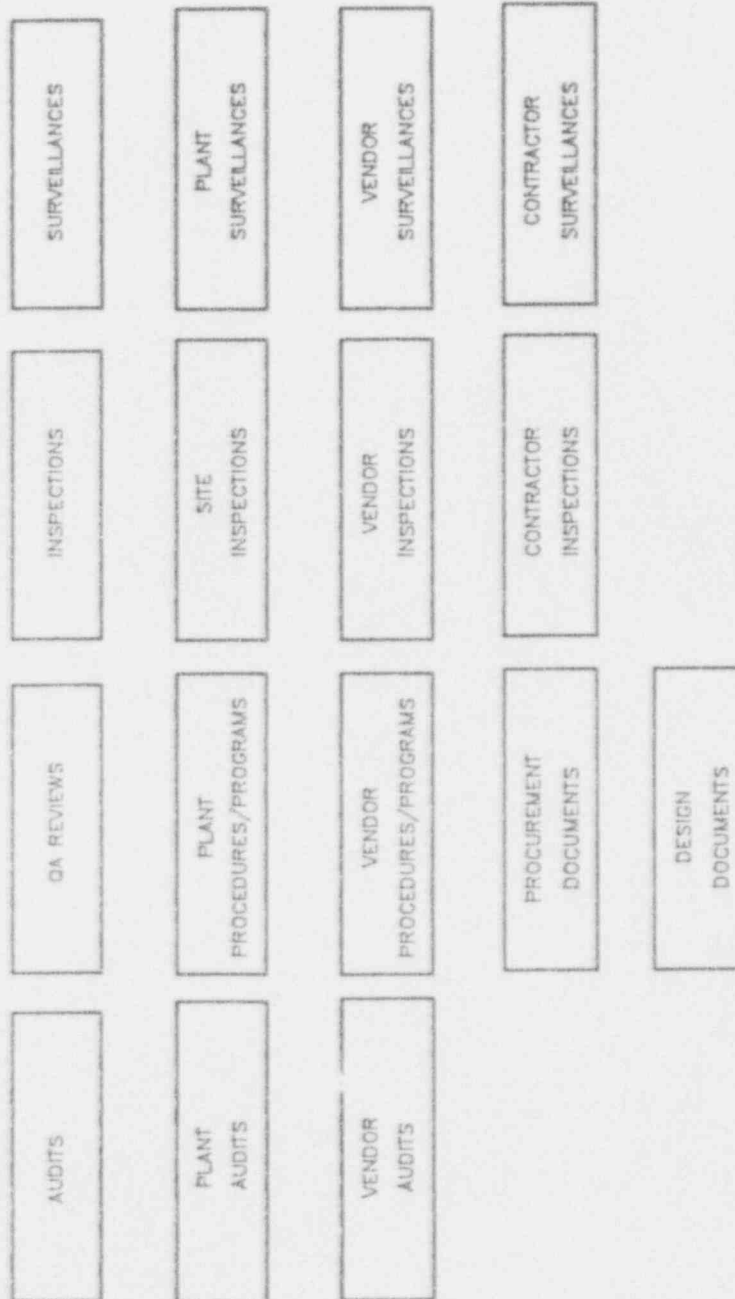 AUDITS
QA REVIEWS
INSPECTIONS
SURVEILLANCES
PLANT
AUDITS
PLANT
PROCEDURES/PROGRAMS
SITE
INSPECTIONS
PLANT
SURVEILLANCES
VENDOR
AUDITS
VENDOR
PROCEDURES/PROGRAMS
VENDOR
INSPECTIONS
VENDOR
SURVEILLANCES
PROCUREMENT
DOCUMENTS
CONTRACTOR
INSPECTIONS
CONTRACTOR
SURVEILLANCES
DESIGN
DOCUMENTS